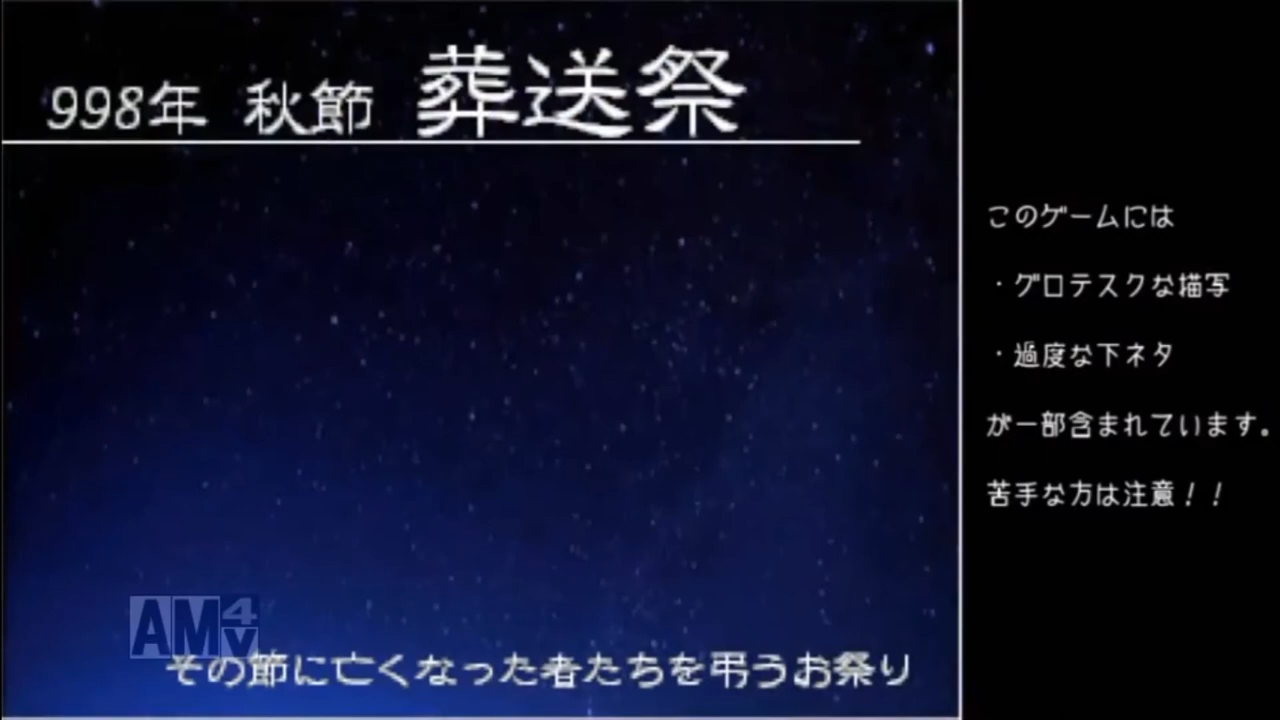 998年 秋節 葬送祭
このゲームには
・グロテスクな描写
・過度な下ネタ
が一部含まれています。
苦手な方は注意！！
AM4V
その節に亡くなった者たちを弔うお祭り